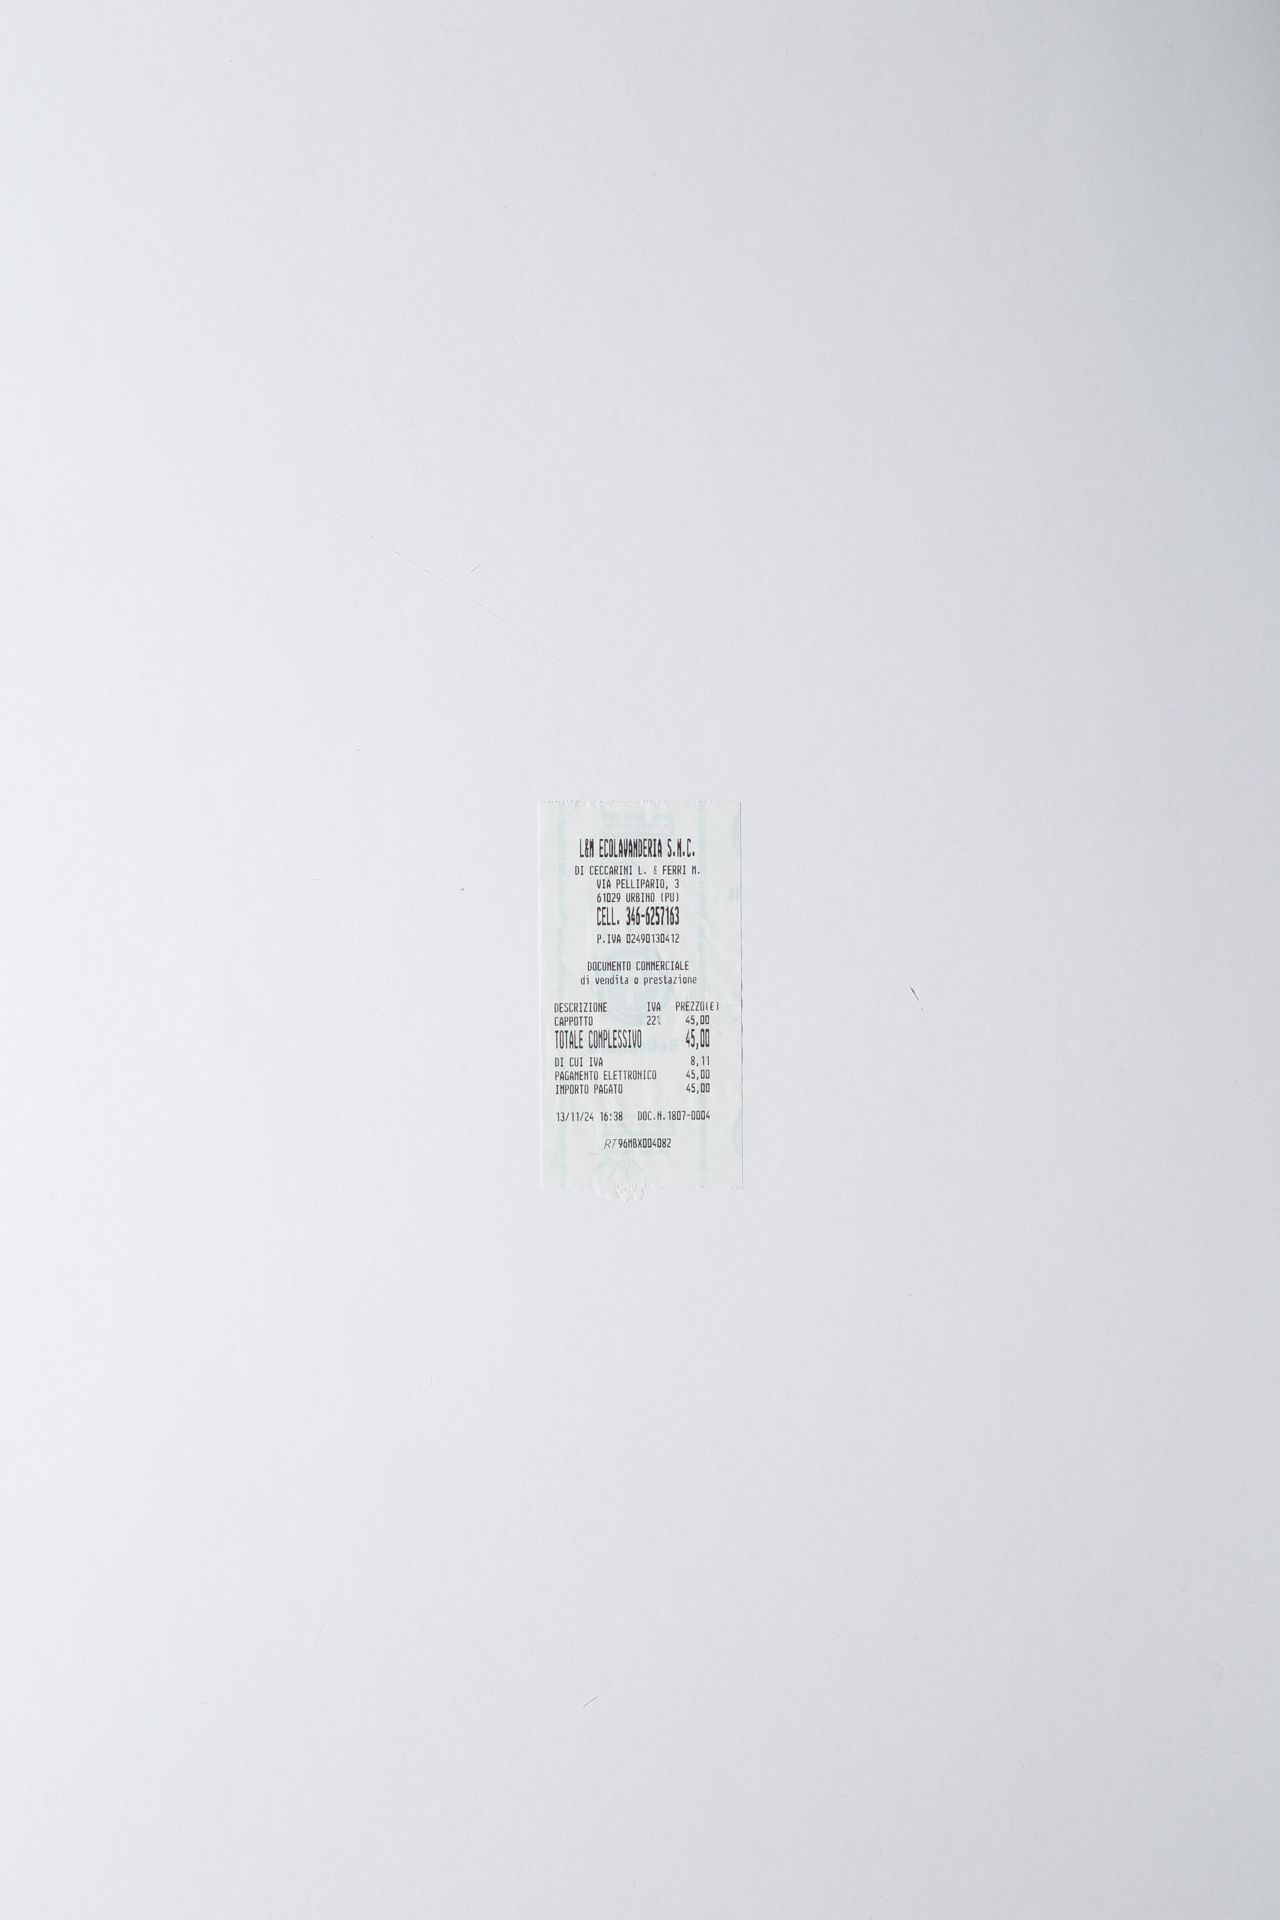 L&M ECOLAVANDERIA S.N.C.
DI CECCARINI L. & FERRI M.
VIA PELLIPARIO, 3
61029 URBINO (PU)
CELL. 346-6257163
P.IVA 02490130412
DOCUMENTO COMMERCIALE
di vendita o prestazione
DESCRIZIONE IVA PREZZO(€)
CAPPOTTO 22% 45,00
TOTALE COMPLESSIVO 45,00
DI CUI IVA 8,11
PAGAMENTO ELETTRONICO 45,00
IMPORTO PAGATO 45,00
13/11/24 16:38 DOC.N.1807-0004
RT 96MBX004082